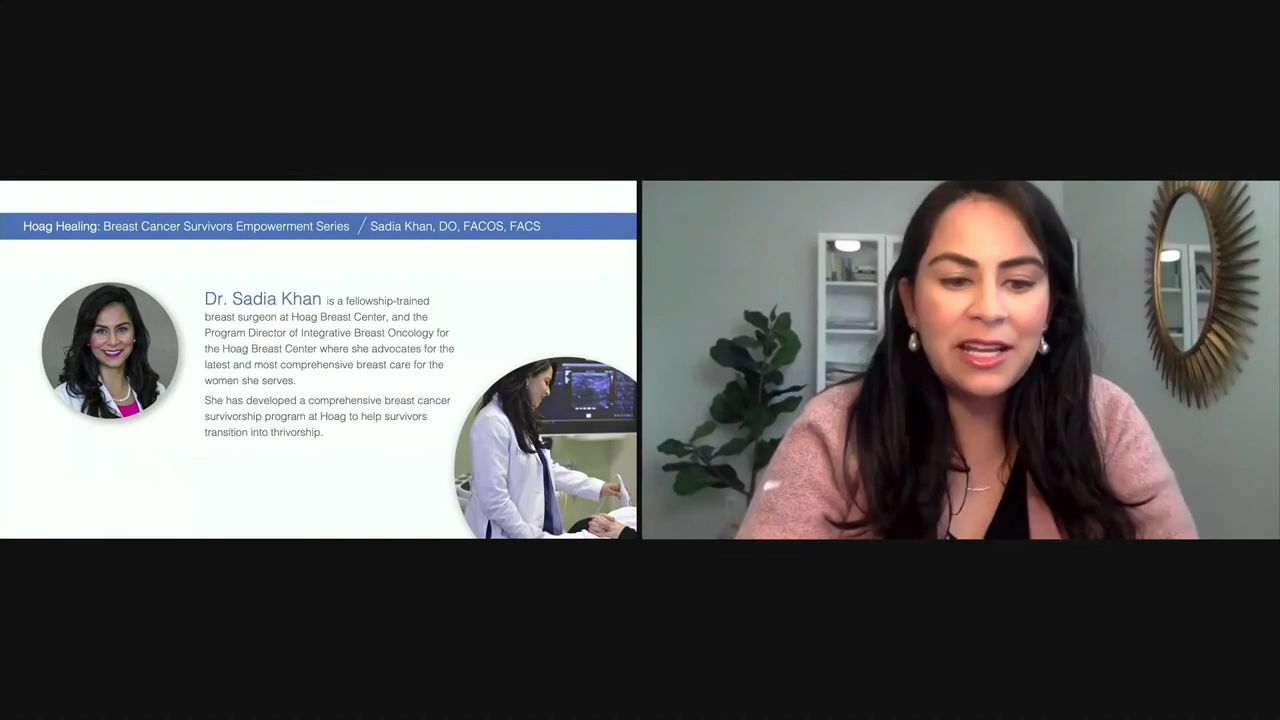 Hoag Healing: Breast Cancer Survivors Empowerment Series / Sadia Khan, DO, FACOS, FACS
Dr. Sadia Khan is a fellowship-trained
breast surgeon at Hoag Breast Center, and the
Program Director of Integrative Breast Oncology for
the Hoag Breast Center where she advocates for the
latest and most comprehensive breast care for the
women she serves.
She has developed a comprehensive breast cancer
survivorship program at Hoag to help survivors
transition into thrivorship.